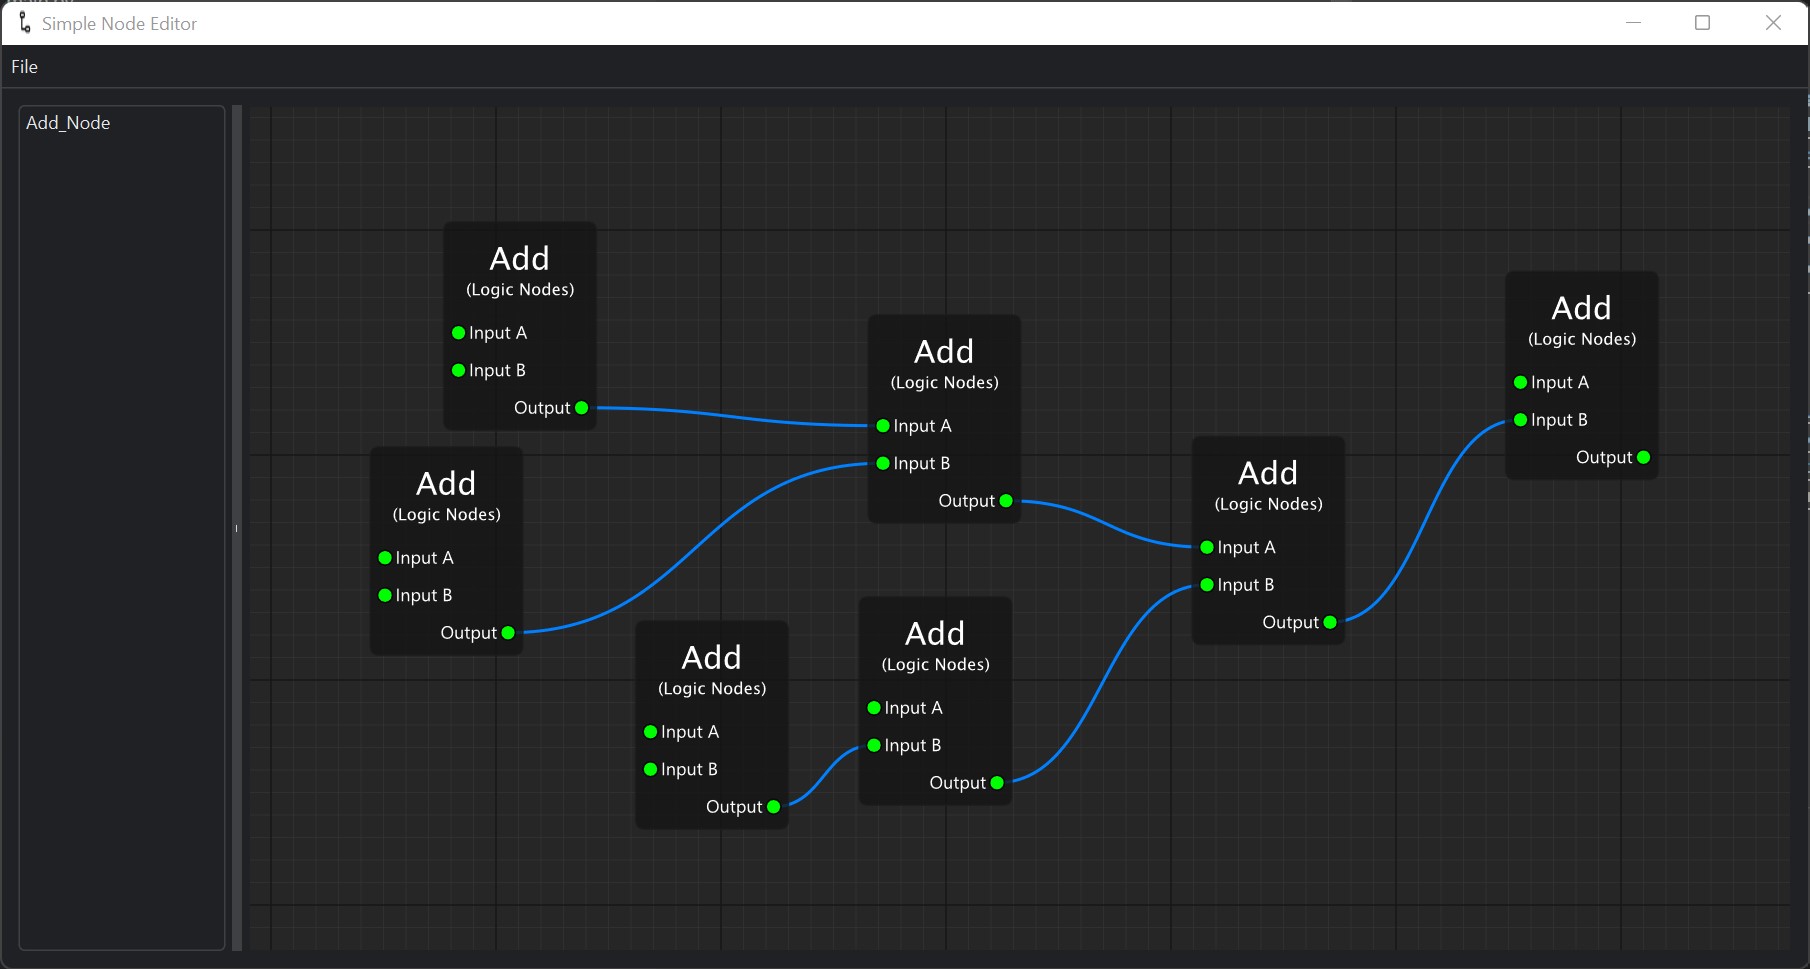 Simple Node Editor
File
Add_Node
Add
(Logic Nodes)
Input A
Input B
Output
Add
(Logic Nodes)
Input A
Input B
Output
Add
(Logic Nodes)
Input A
Input B
Output
Add
(Logic Nodes)
Input A
Input B
Output
Add
(Logic Nodes)
Input A
Input B
Output
Add
(Logic Nodes)
Input A
Input B
Output
Add
(Logic Nodes)
Input A
Input B
Output